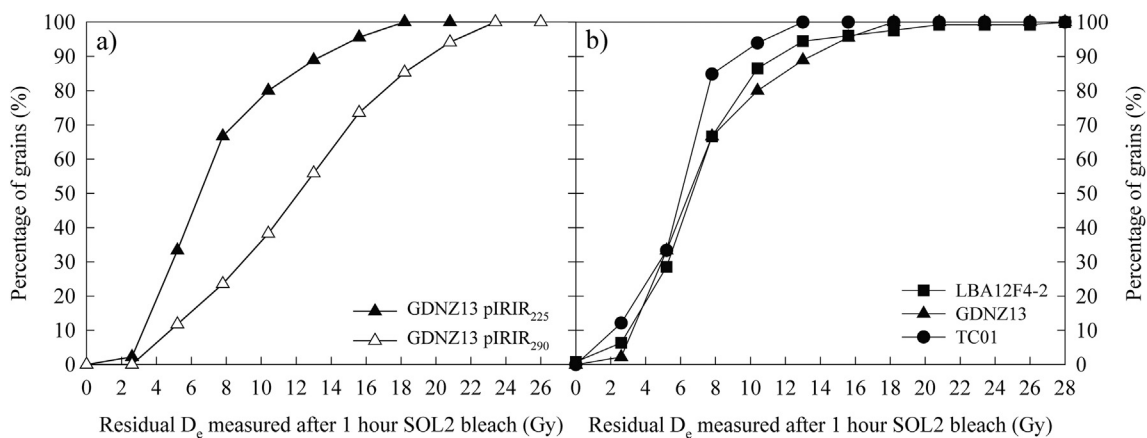 a)
Percentage of grains (%)
100
90
80
70
60
50
40
30
20
10
0
GDNZ13 pIRIR₂₂₅
GDNZ13 pIRIR₂₉₀
0 2 4 6 8 10 12 14 16 18 20 22 24 26
Residual Dₑ measured after 1 hour SOL2 bleach (Gy)
b)
100
90
80
70
60
50
40
30
20
10
0
Percentage of grains (%)
LBA12F4-2
GDNZ13
TC01
0 2 4 6 8 10 12 14 16 18 20 22 24 26 28
Residual Dₑ measured after 1 hour SOL2 bleach (Gy)